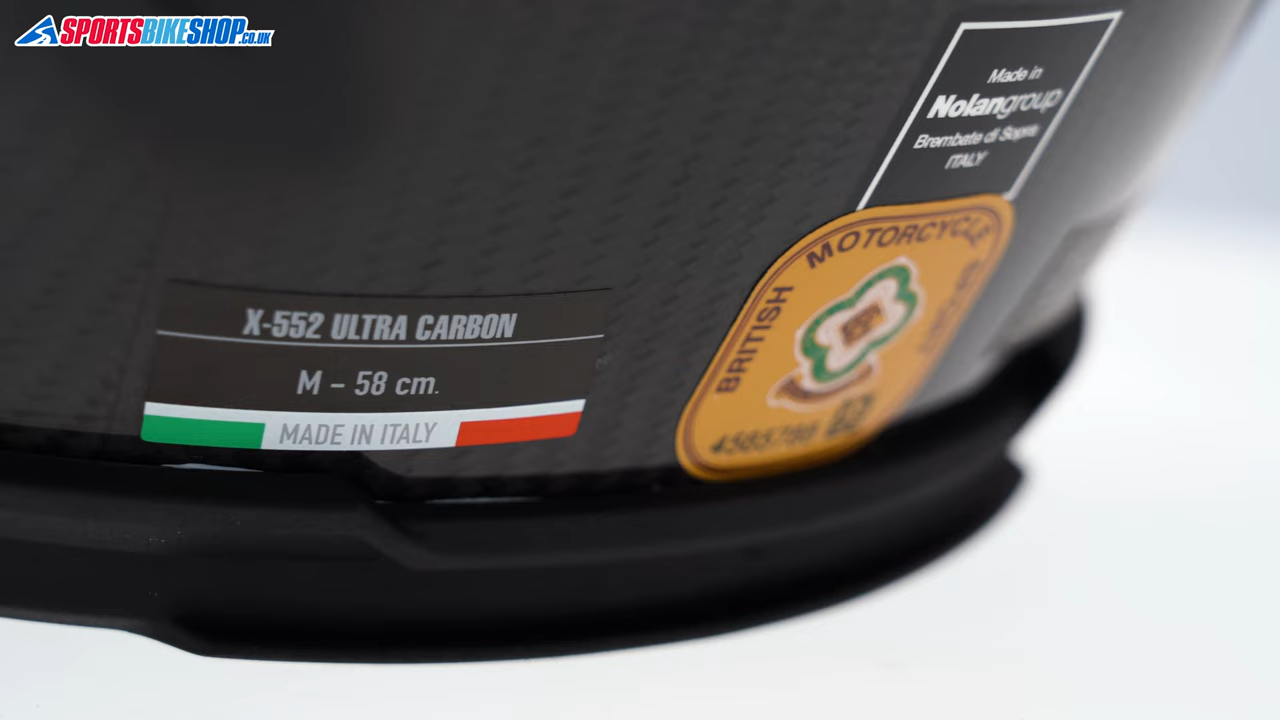 SPORTSBIKESHOP.CO.UK
Made in
Nolangroup
Brembate di Sopra
ITALY
BRITISH MOTORCYCLE
X-552 ULTRA CARBON
M – 58 cm.
MADE IN ITALY